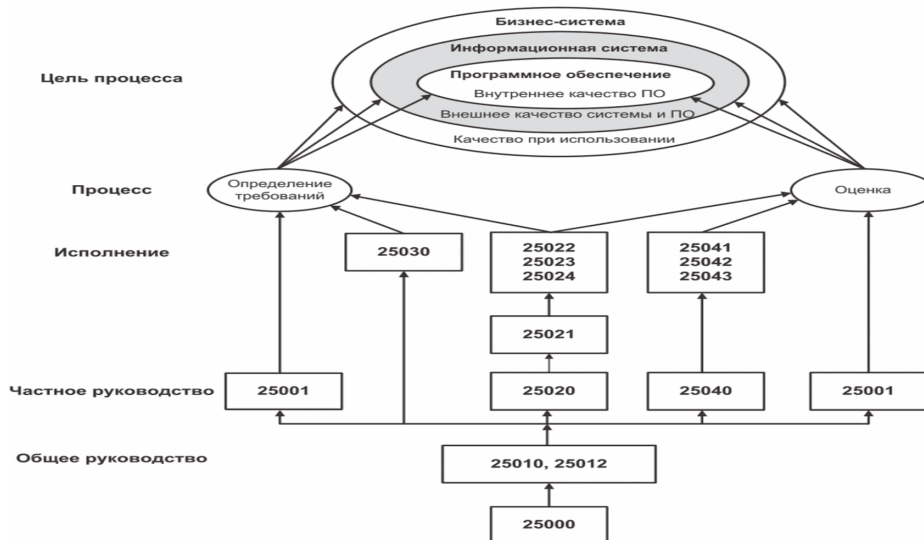 Бизнес-система
Информационная система
Цель процесса
Программное обеспечение
Внутреннее качество ПО
Внешнее качество системы и ПО
Качество при использовании
Процесс
Определение
требований
Оценка
Исполнение
25030
25022
25023
25024
25041
25042
25043
25021
Частное руководство
25001
25020
25040
25001
Общее руководство
25010, 25012
25000